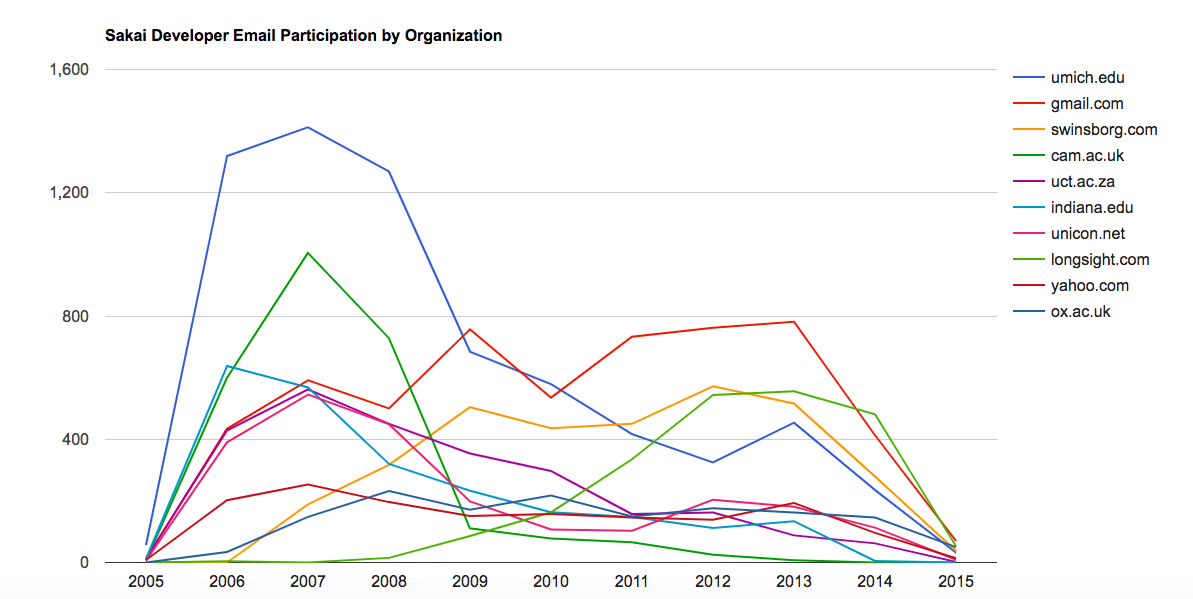 Sakai Developer Email Participation by Organization
1,600
1,200
800
400
0
2005 2006 2007 2008 2009 2010 2011 2012 2013 2014 2015
umich.edu
gmail.com
swinsborg.com
cam.ac.uk
uct.ac.za
indiana.edu
unicon.net
longsight.com
yahoo.com
ox.ac.uk